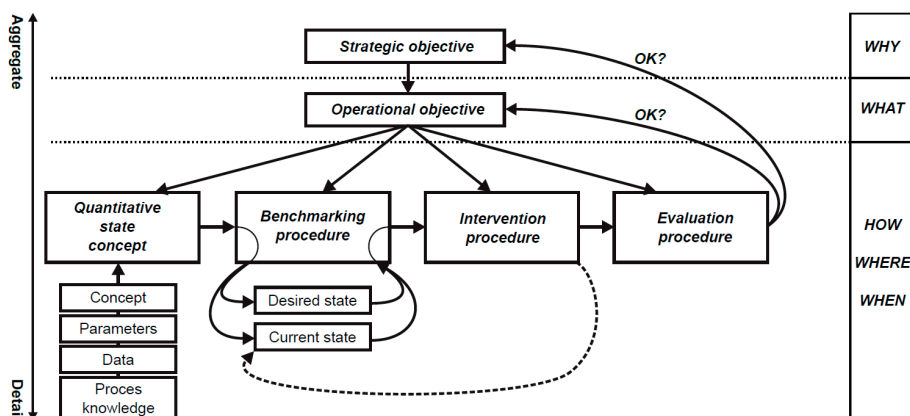 Aggregate
Strategic objective
OK?
WHY
Operational objective
OK?
WHAT
Quantitative
state
concept
Benchmarking
procedure
Intervention
procedure
Evaluation
procedure
HOW
WHERE
WHEN
Concept
Parameters
Data
Proces
knowledge
Desired state
Current state
Detai